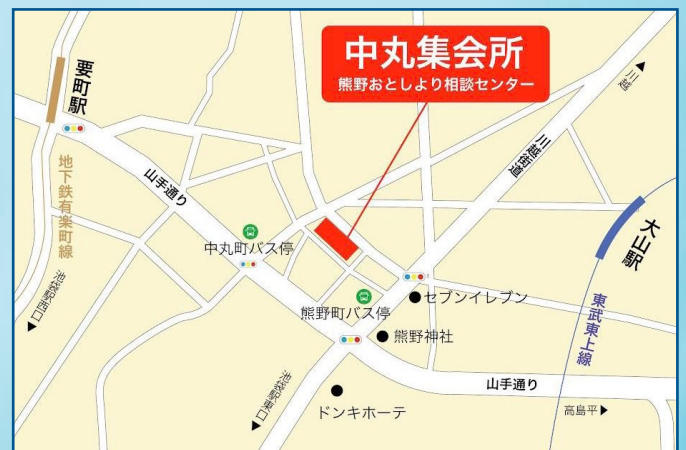 中丸集会所
熊野おとしより相談センター
要町駅
川越
川越街道
地下鉄有楽町線
山手通り
大山駅
中丸町バス停
池袋駅西口
熊野町バス停
セブンイレブン
東武東上線
熊野神社
池袋駅東口
山手通り
ドンキホーテ
高島平